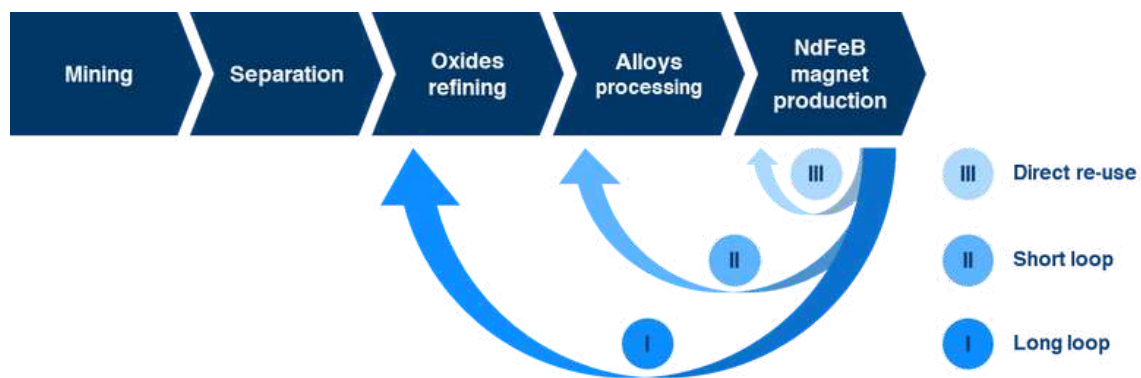 Mining
Separation
Oxides
refining
Alloys
processing
NdFeB
magnet
production
III
III Direct re-use
II
II Short loop
I
I Long loop